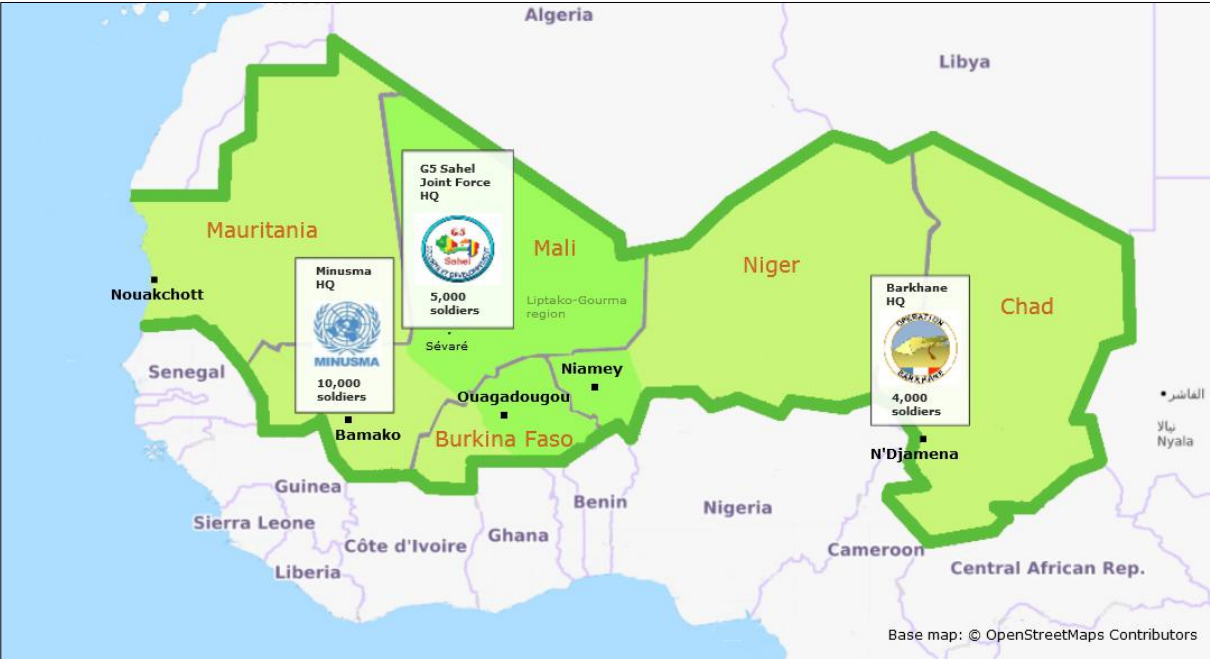 Algeria
Libya
G5 Sahel
Joint Force
HQ
G5
Sahel
5,000
soldiers
Mauritania
Mali
Niger
Chad
Minusma
HQ
MINUSMA
10,000
soldiers
Barkhane
HQ
OPERATION
BARKHANE
4,000
soldiers
Nouakchott
Liptako-Gourma
region
Sévaré
Senegal
Niamey
Ouagadougou
Bamako
Burkina Faso
N'Djamena
الفاشر
نيالا
Nyala
Guinea
Sierra Leone
Liberia
Côte d'Ivoire
Ghana
Benin
Nigeria
Cameroon
Central African Rep.
Base map: © OpenStreetMaps Contributors